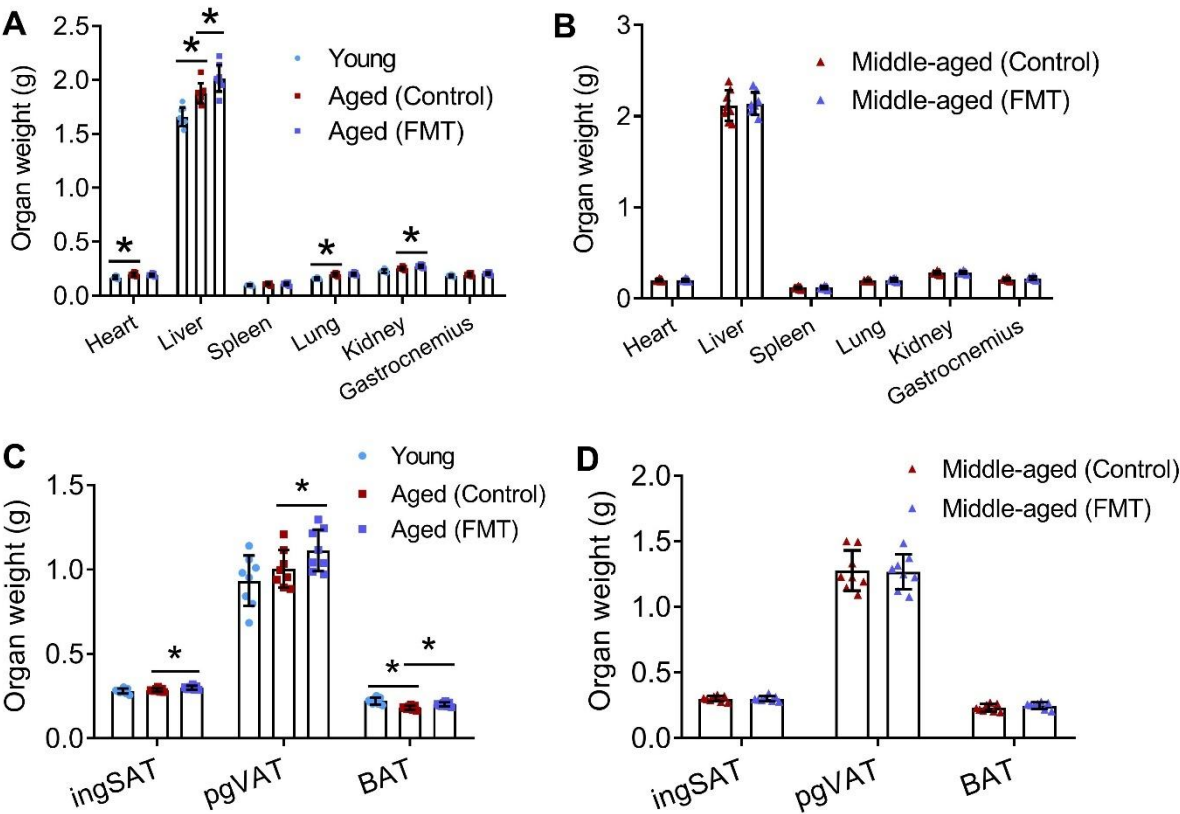 A
Organ weight (g)
2.5
2.0
1.5
1.0
0.5
0.0
* *
* * *
Young
Aged (Control)
Aged (FMT)
Heart
Liver
Spleen
Lung
Kidney
Gastrocnemius
B
Organ weight (g)
3
2
1
0
Middle-aged (Control)
Middle-aged (FMT)
Heart
Liver
Spleen
Lung
Kidney
Gastrocnemius
C
Organ weight (g)
1.5
1.0
0.5
0.0
Young
Aged (Control)
Aged (FMT)
*
* * *
ingSAT
pgVAT
BAT
D
Organ weight (g)
2.0
1.5
1.0
0.5
0.0
Middle-aged (Control)
Middle-aged (FMT)
ingSAT
pgVAT
BAT